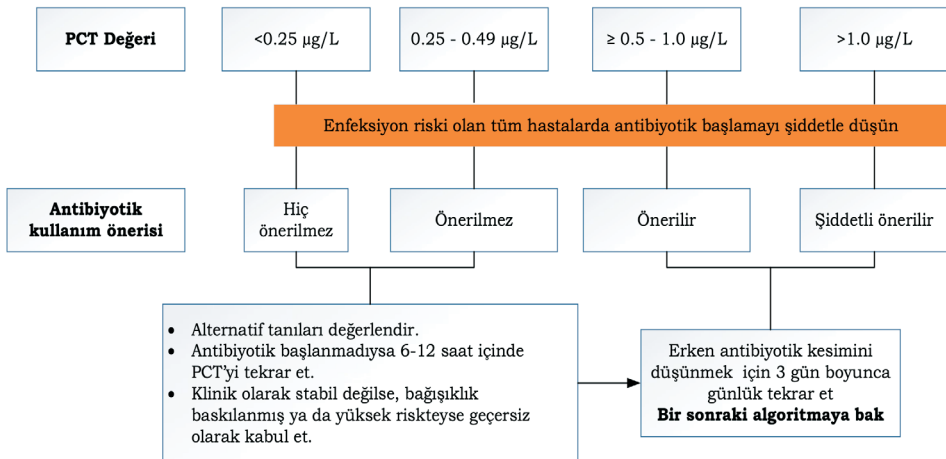 PCT Değeri
<0.25 µg/L
0.25 - 0.49 µg/L
≥ 0.5 - 1.0 µg/L
>1.0 µg/L
Enfeksiyon riski olan tüm hastalarda antibiyotik başlamayı şiddetle düşün
Antibiyotik
kullanım önerisi
Hiç
önerilmez
Önerilmez
Önerilir
Şiddetli önerilir
• Alternatif tanıları değerlendir.
• Antibiyotik başlanmadıysa 6-12 saat içinde
PCT'yi tekrar et.
• Klinik olarak stabil değilse, bağışıklık
baskılanmış ya da yüksek riskteyse geçersiz
olarak kabul et.
Erken antibiyotik kesimini
düşünmek için 3 gün boyunca
günlük tekrar et
Bir sonraki algoritmaya bak